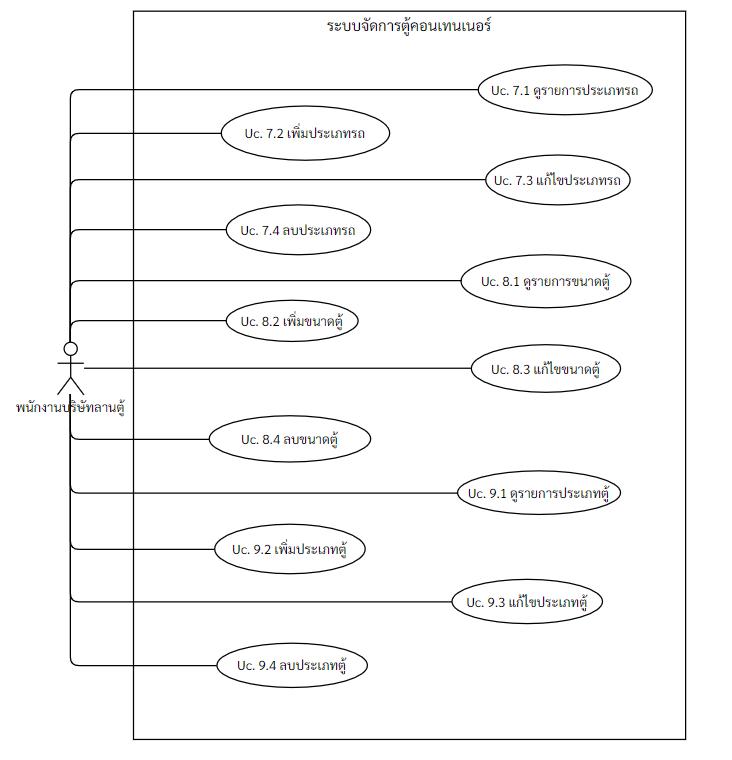 ระบบจัดการตู้คอนเทนเนอร์
Uc. 7.1 ดูรายการประเภทรถ
Uc. 7.2 เพิ่มประเภทรถ
Uc. 7.3 แก้ไขประเภทรถ
Uc. 7.4 ลบประเภทรถ
Uc. 8.1 ดูรายการขนาดตู้
Uc. 8.2 เพิ่มขนาดตู้
Uc. 8.3 แก้ไขขนาดตู้
พนักงานบริษัทลานตู้
Uc. 8.4 ลบขนาดตู้
Uc. 9.1 ดูรายการประเภทตู้
Uc. 9.2 เพิ่มประเภทตู้
Uc. 9.3 แก้ไขประเภทตู้
Uc. 9.4 ลบประเภทตู้